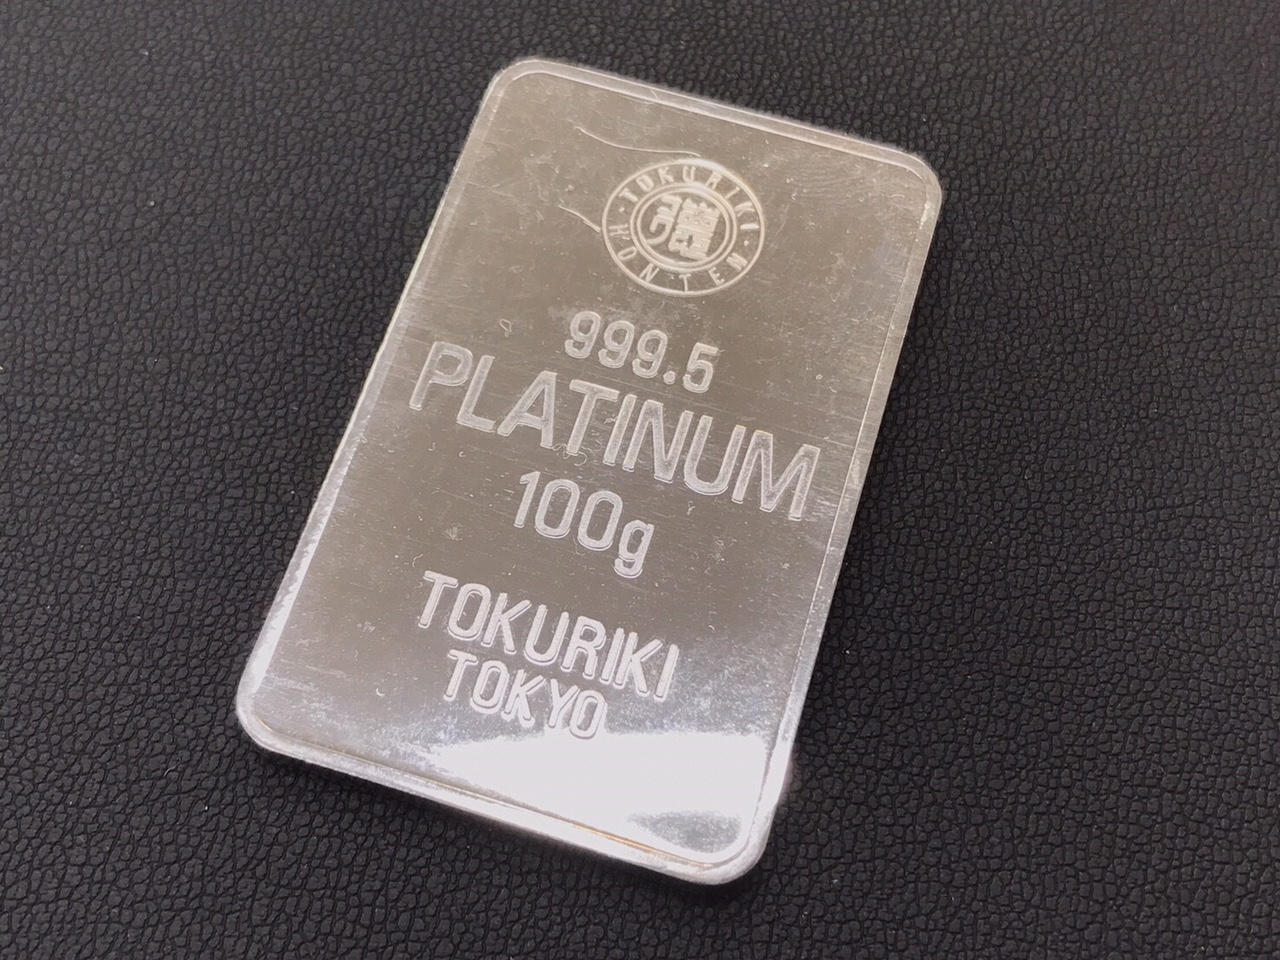 TOKURIKI
HONTEN
999.5
PLATINUM
100g
TOKURIKI
TOKYO